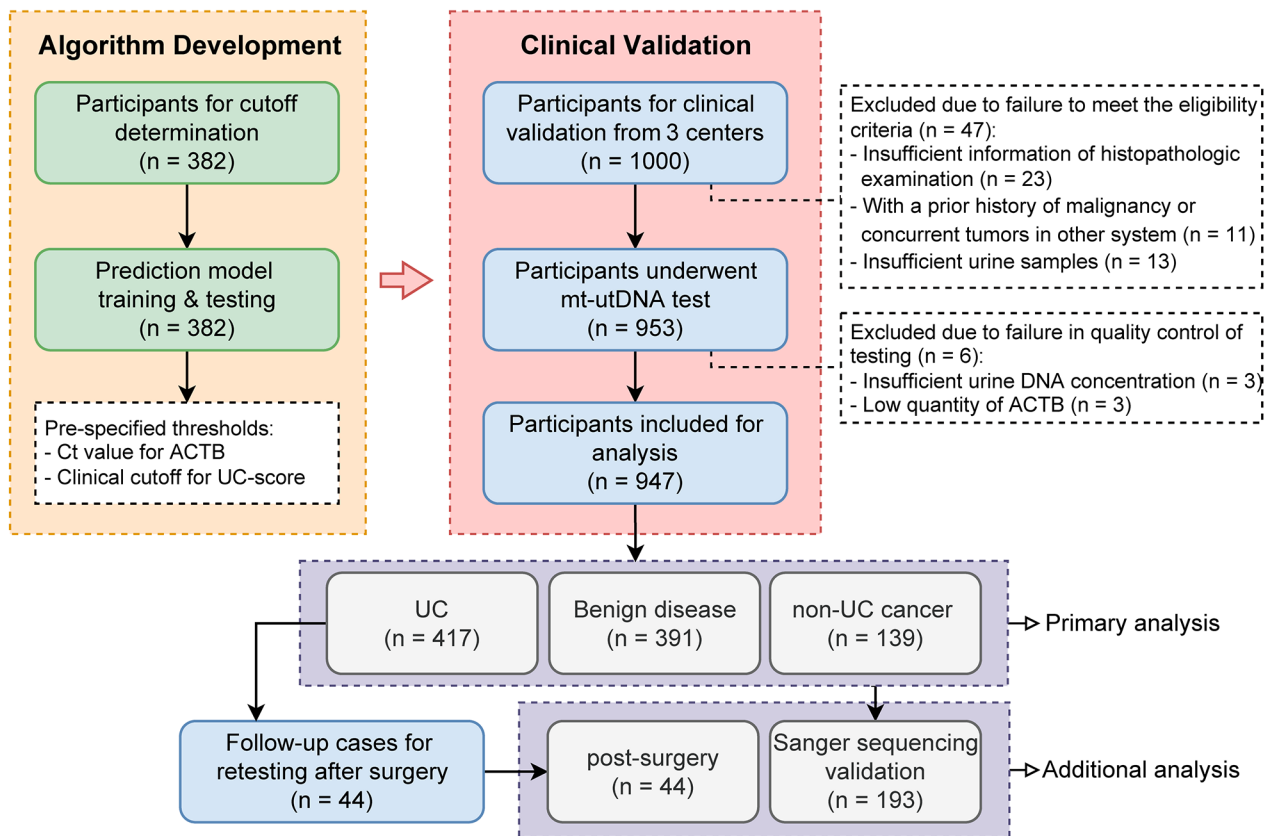 Algorithm Development
Participants for cutoff
determination
(n = 382)
Prediction model
training & testing
(n = 382)
Pre-specified thresholds:
- Ct value for ACTB
- Clinical cutoff for UC-score
Clinical Validation
Participants for clinical
validation from 3 centers
(n = 1000)
Excluded due to failure to meet the eligibility
criteria (n = 47):
- Insufficient information of histopathologic
examination (n = 23)
- With a prior history of malignancy or
concurrent tumors in other system (n = 11)
- Insufficient urine samples (n = 13)
Participants underwent
mt-utDNA test
(n = 953)
Excluded due to failure in quality control of
testing (n = 6):
- Insufficient urine DNA concentration (n = 3)
- Low quantity of ACTB (n = 3)
Participants included for
analysis
(n = 947)
UC
(n = 417)
Benign disease
(n = 391)
non-UC cancer
(n = 139)
Primary analysis
Follow-up cases for
retesting after surgery
(n = 44)
post-surgery
(n = 44)
Sanger sequencing
validation
(n = 193)
Additional analysis